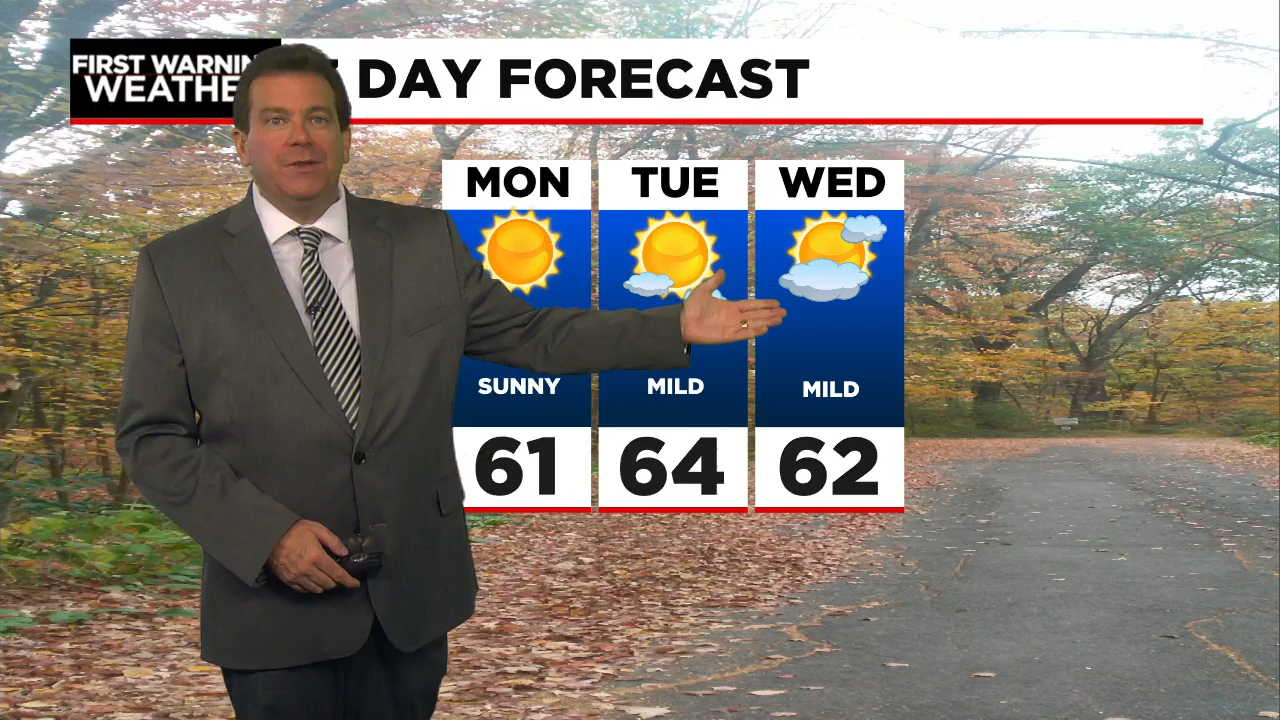 FIRST WARNIN
WEATHE
DAY FORECAST
MON TUE WED
SUNNY MILD MILD
61 64 62